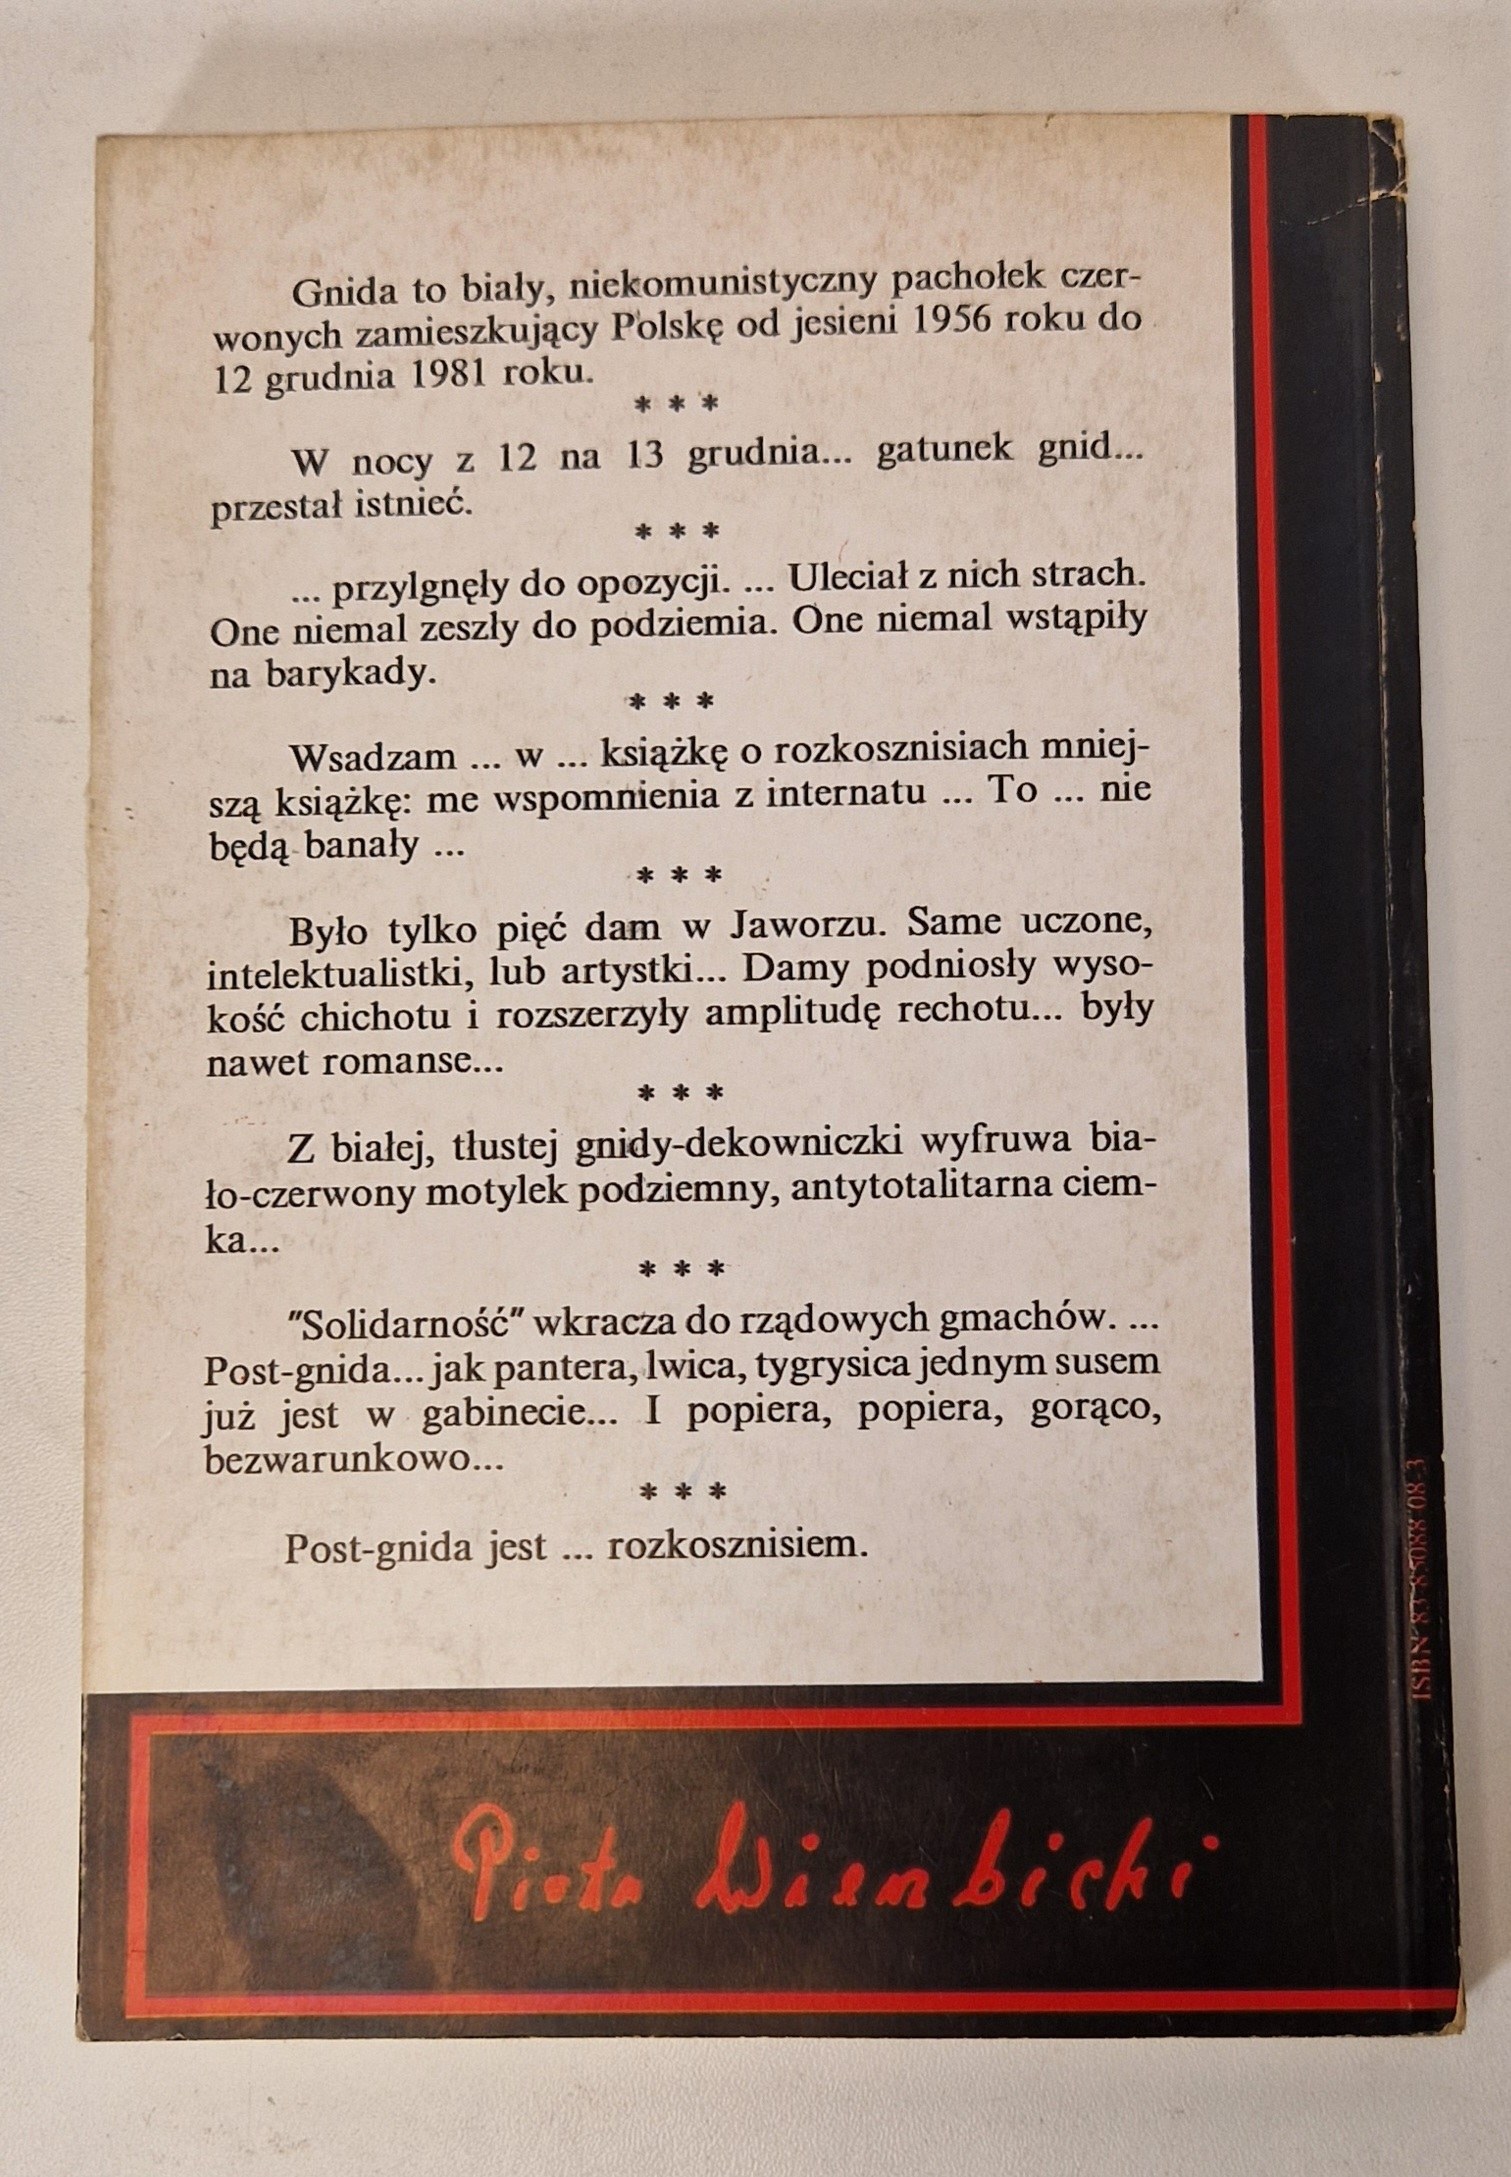 Gnida to biały, niekomunistyczny pachołek czer-
wonych zamieszkujący Polskę od jesieni 1956 roku do
12 grudnia 1981 roku.
* * *
W nocy z 12 na 13 grudnia... gatunek gnid...
przestał istnieć.
* * *
... przylgnęły do opozycji. ... Uleciał z nich strach.
One niemal zeszły do podziemia. One niemal wstąpiły
na barykady.
* * *
Wsadzam ... w ... książkę o rozkosznisiach mniej-
szą książkę: me wspomnienia z internatu ... To ... nie
będą banały ...
* * *
Było tylko pięć dam w Jaworzu. Same uczone,
intelektualistki, lub artystki... Damy podniosły wyso-
kość chichotu i rozszerzyły amplitudę rechotu... były
nawet romanse...
* * *
Z białej, tłustej gnidy-dekowniczki wyfruwa bia-
ło-czerwony motylek podziemny, antytotalitarna ciem-
ka...
* * *
"Solidarność" wkracza do rządowych gmachów. ...
Post-gnida... jak pantera, lwica, tygrysica jednym susem
już jest w gabinecie... I popiera, popiera, gorąco,
bezwarunkowo...
* * *
Post-gnida jest ... rozkosznisiem.
Piotr Wierzbicki
ISBN 83-85088-08-3